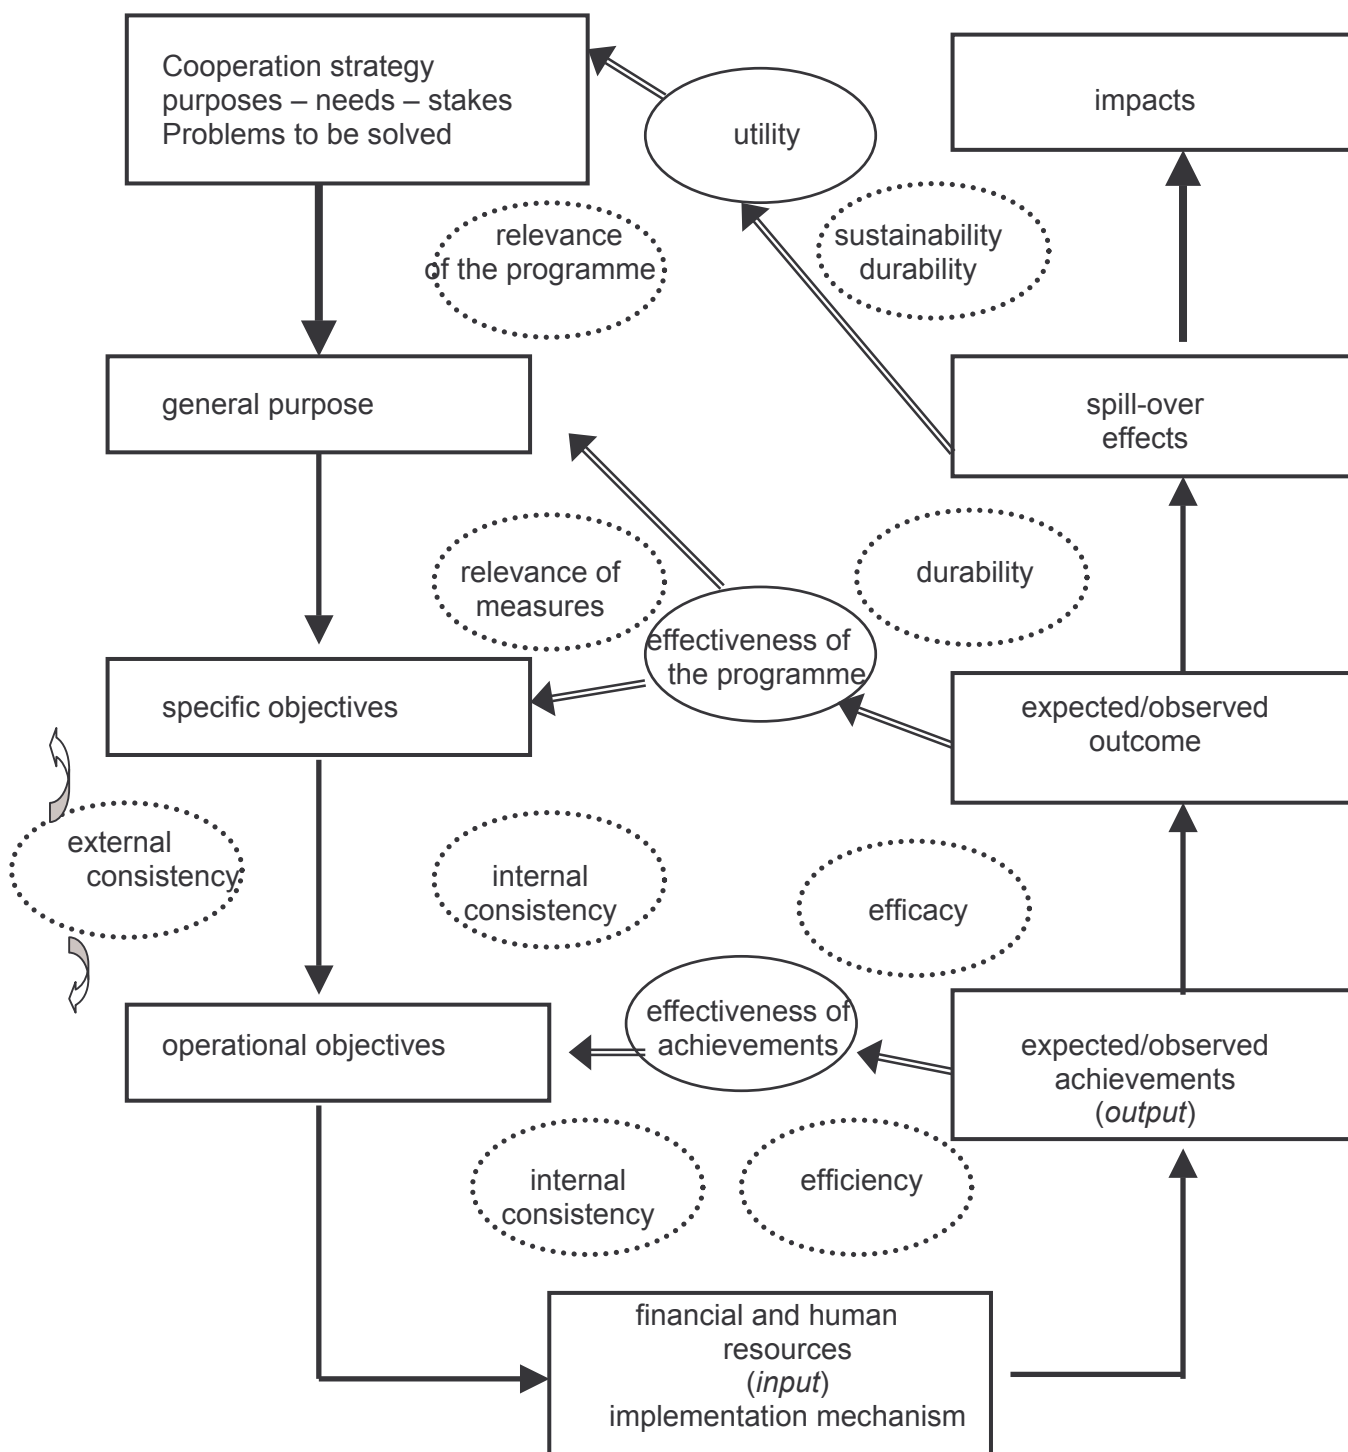 Cooperation strategy
purposes – needs – stakes
Problems to be solved
utility
impacts
relevance
of the programme
sustainability
durability
general purpose
spill-over
effects
relevance of
measures
durability
effectiveness of
the programme
specific objectives
expected/observed
outcome
external
consistency
internal
consistency
efficacy
operational objectives
effectiveness of
achievements
expected/observed
achievements
(output)
internal
consistency
efficiency
financial and human
resources
(input)
implementation mechanism